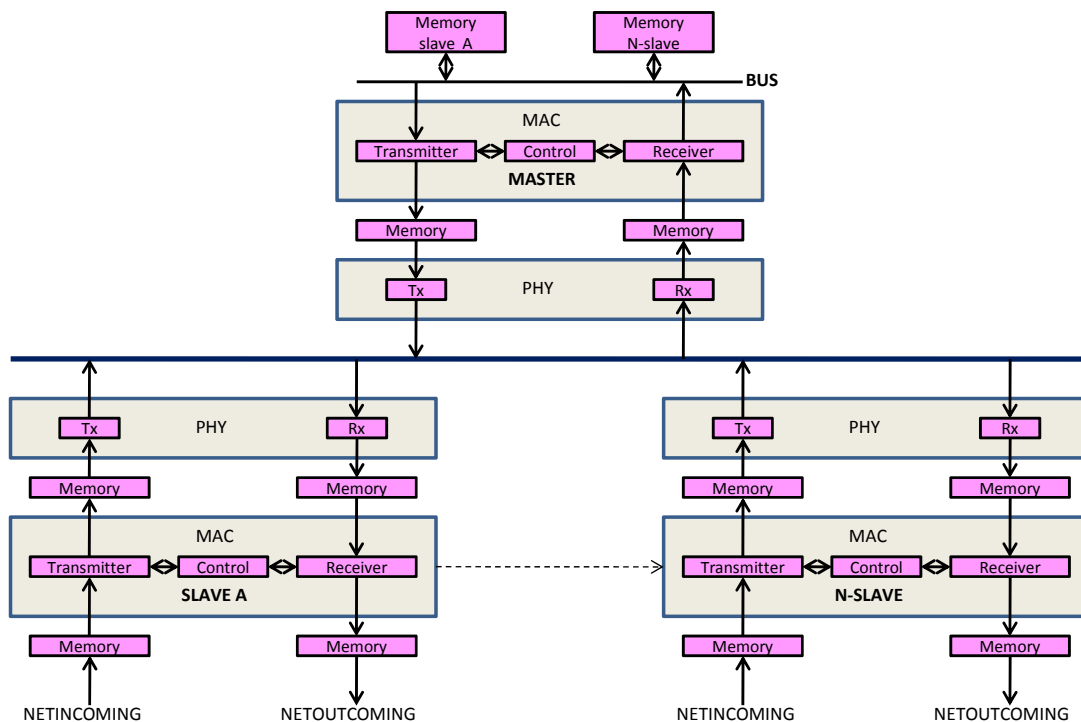 Memory
slave_A
Memory
N-slave
BUS
MAC
Transmitter
Control
Receiver
MASTER
Memory
Memory
Tx
PHY
Rx
Tx
PHY
Rx
Tx
PHY
Rx
Memory
Memory
Memory
Memory
MAC
Transmitter
Control
Receiver
SLAVE A
MAC
Transmitter
Control
Receiver
N-SLAVE
Memory
Memory
Memory
Memory
NETINCOMING
NETOUTCOMING
NETINCOMING
NETOUTCOMING